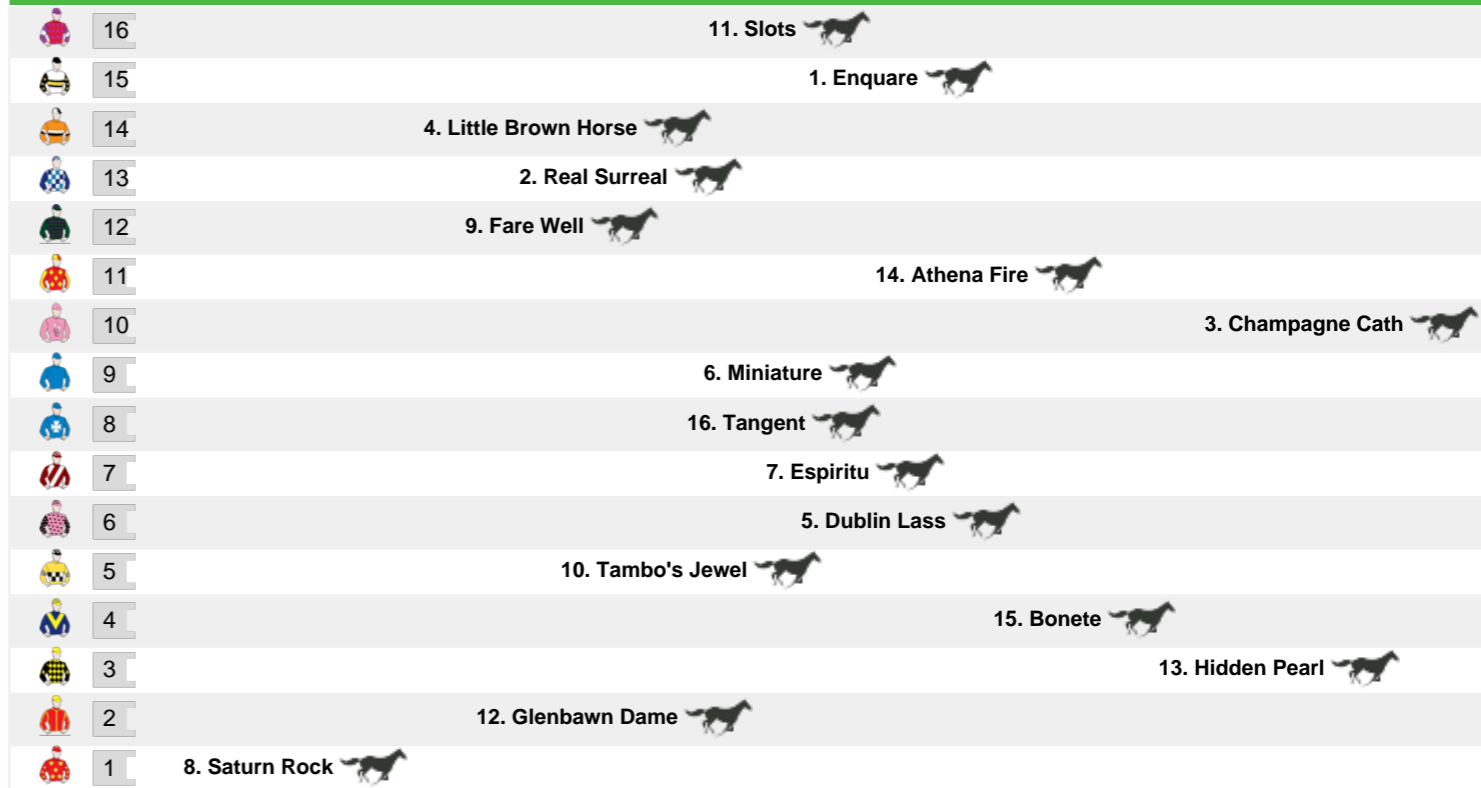 16 11. Slots
15 1. Enquare
14 4. Little Brown Horse
13 2. Real Surreal
12 9. Fare Well
11 14. Athena Fire
10 3. Champagne Cath
9 6. Miniature
8 16. Tangent
7 7. Espiritu
6 5. Dublin Lass
5 10. Tambo's Jewel
4 15. Bonete
3 13. Hidden Pearl
2 12. Glenbawn Dame
1 8. Saturn Rock